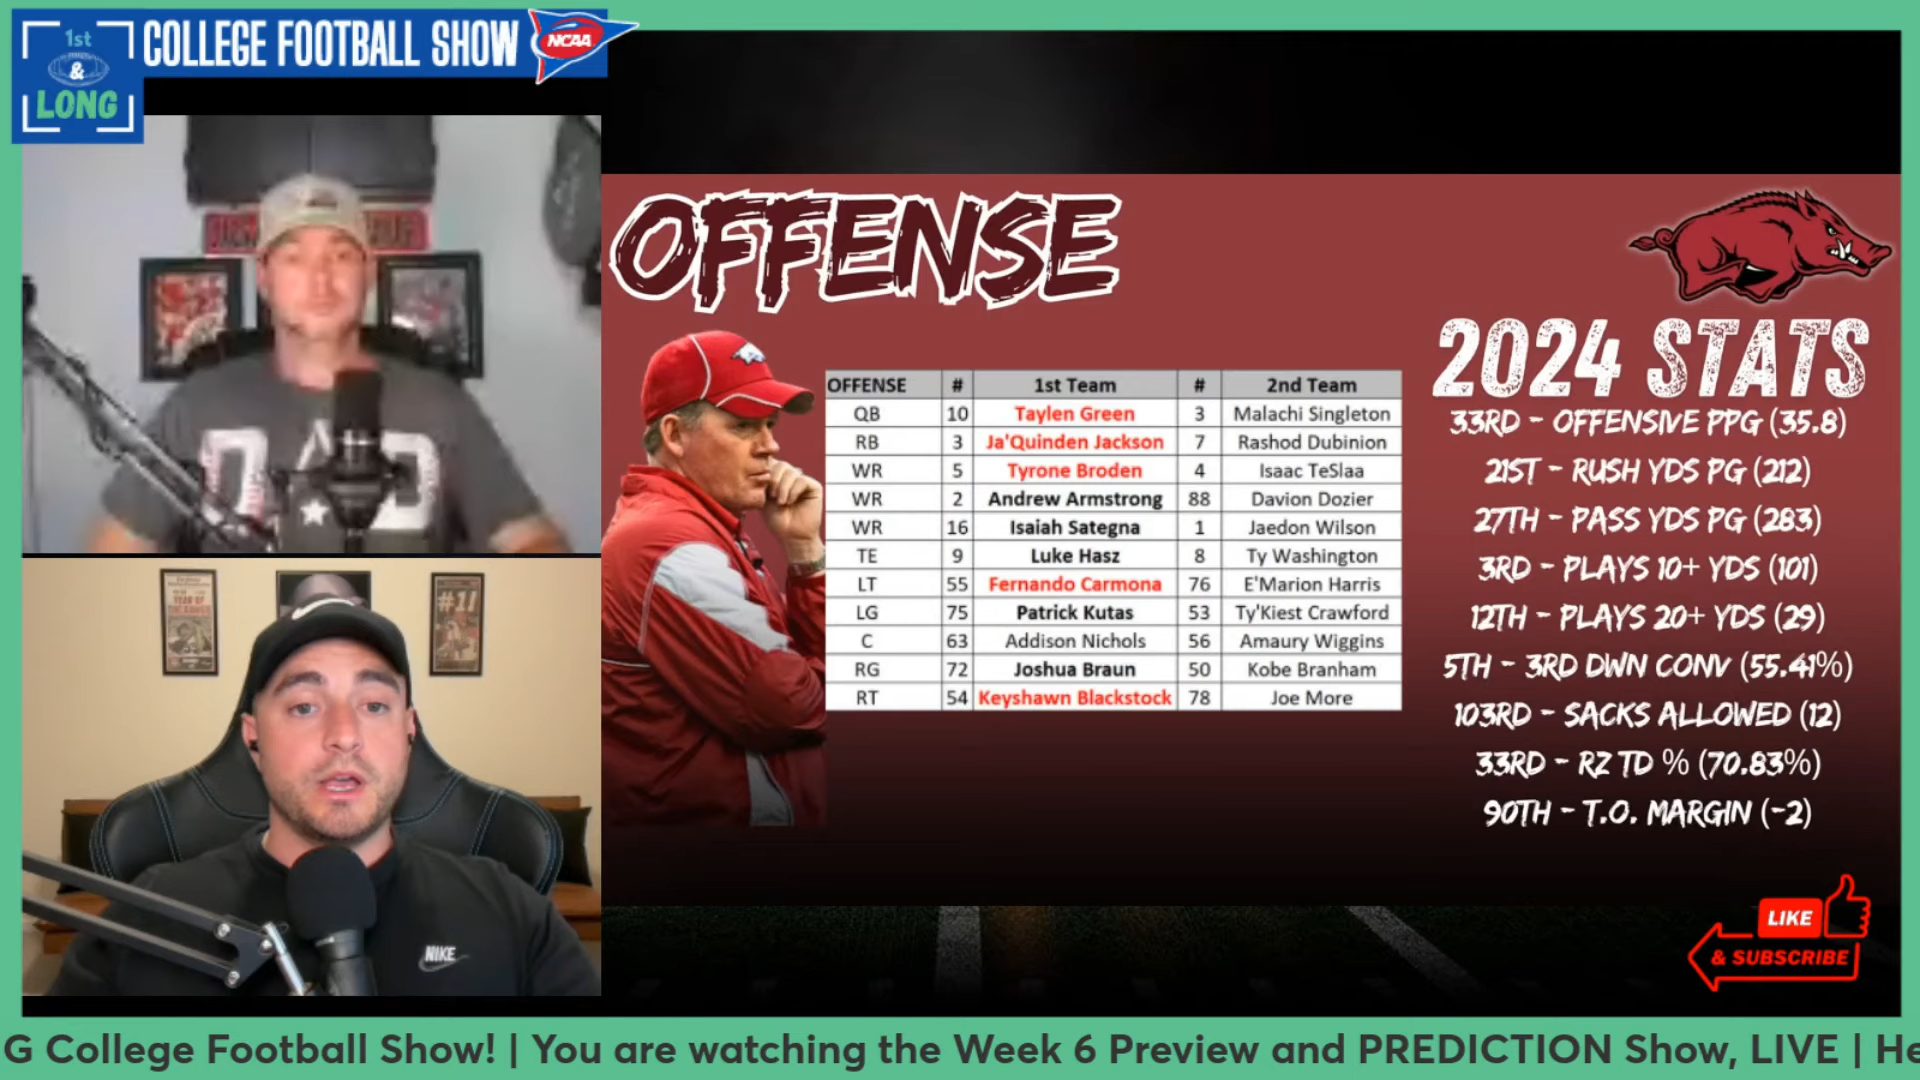 1st
&
LONG
COLLEGE FOOTBALL SHOW
NCAA
DAD
YEAR OF
#1
NIKE
OFFENSE
OFFENSE # 1st Team # 2nd Team
QB 10 Taylen Green 3 Malachi Singleton
RB 3 Ja'Quinden Jackson 7 Rashod Dubinion
WR 5 Tyrone Broden 4 Isaac TeSlaa
WR 2 Andrew Armstrong 88 Davion Dozier
WR 16 Isaiah Sategna 1 Jaedon Wilson
TE 9 Luke Hasz 8 Ty Washington
LT 55 Fernando Carmona 76 E'Marion Harris
LG 75 Patrick Kutas 53 Ty'Kiest Crawford
C 63 Addison Nichols 56 Amaury Wiggins
RG 72 Joshua Braun 50 Kobe Branham
RT 54 Keyshawn Blackstock 78 Joe More
2024 STATS
33RD - OFFENSIVE PPG (35.8)
21ST - RUSH YDS PG (212)
27TH - PASS YDS PG (283)
3RD - PLAYS 10+ YDS (101)
12TH - PLAYS 20+ YDS (29)
5TH - 3RD DWN CONV (55.41%)
103RD - SACKS ALLOWED (12)
33RD - RZ TD % (70.83%)
90TH - T.O. MARGIN (-2)
LIKE
& SUBSCRIBE
G College Football Show! | You are watching the Week 6 Preview and PREDICTION Show, LIVE | He